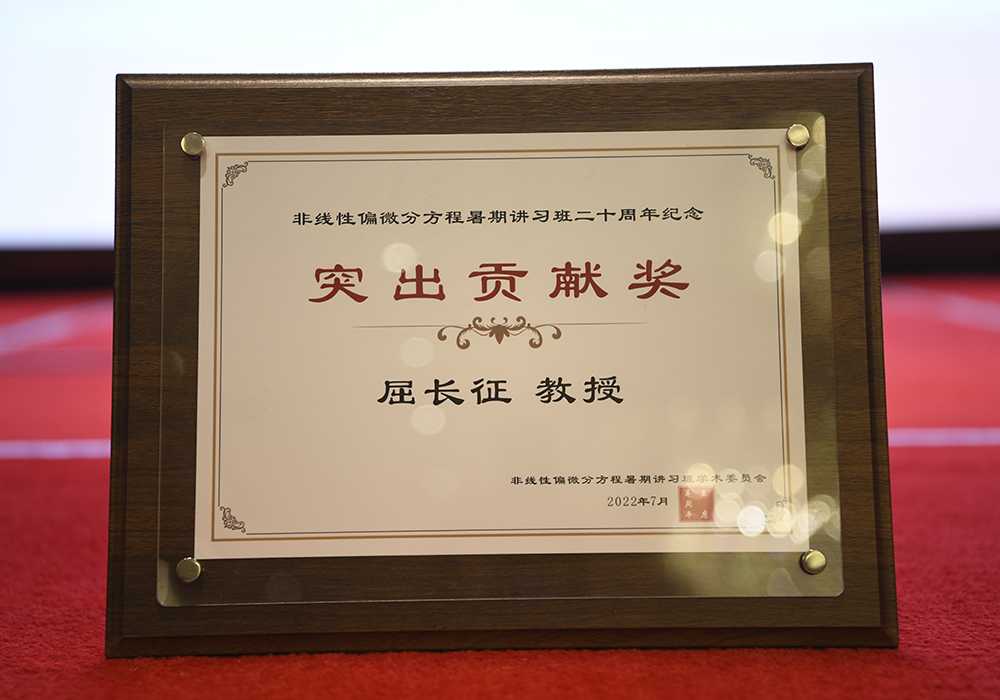 非线性偏微分方程暑期讲习班二十周年纪念
突出贡献奖
屈长征 教授
非线性偏微分方程暑期讲习班学术委员会
2022年7月